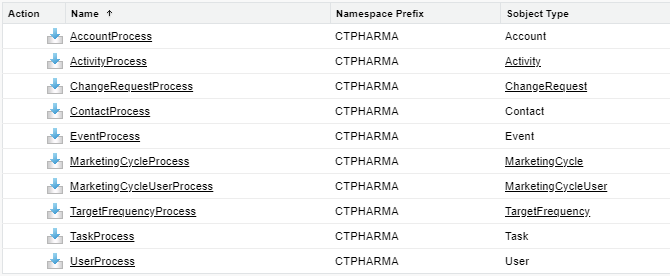 Action Name ↑ Namespace Prefix Sobject Type
AccountProcess CTPHARMA Account
ActivityProcess CTPHARMA Activity
ChangeRequestProcess CTPHARMA ChangeRequest
ContactProcess CTPHARMA Contact
EventProcess CTPHARMA Event
MarketingCycleProcess CTPHARMA MarketingCycle
MarketingCycleUserProcess CTPHARMA MarketingCycleUser
TargetFrequencyProcess CTPHARMA TargetFrequency
TaskProcess CTPHARMA Task
UserProcess CTPHARMA User